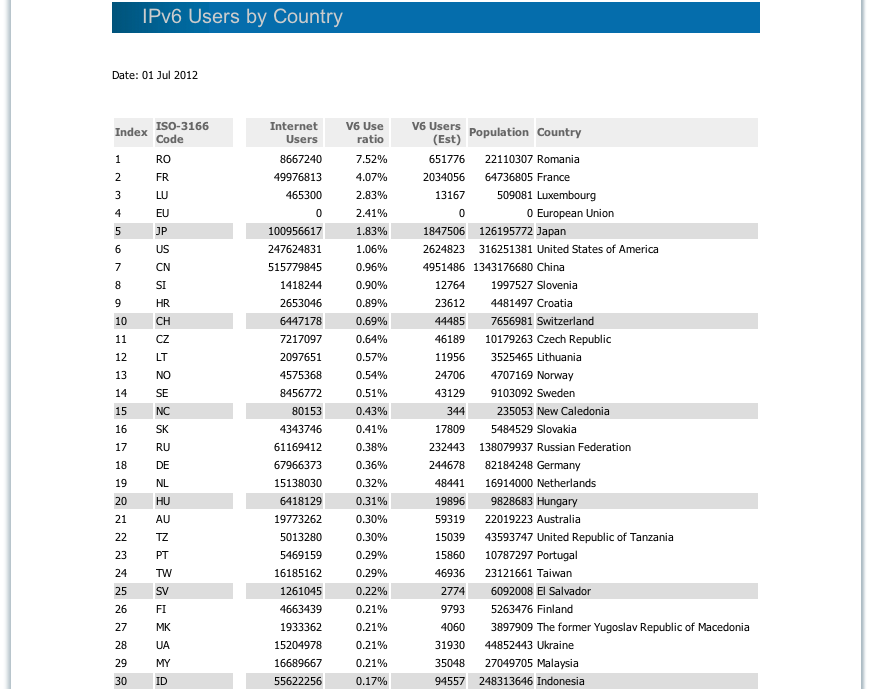 IPv6 Users by Country
Date: 01 Jul 2012
Index ISO-3166 Code Internet Users V6 Use ratio V6 Users (Est) Population Country
1 RO 8667240 7.52% 651776 22110307 Romania
2 FR 49976813 4.07% 2034056 64736805 France
3 LU 465300 2.83% 13167 509081 Luxembourg
4 EU 0 2.41% 0 0 European Union
5 JP 100956617 1.83% 1847506 126195772 Japan
6 US 247624831 1.06% 2624823 316251381 United States of America
7 CN 515779845 0.96% 4951486 1343176680 China
8 SI 1418244 0.90% 12764 1997527 Slovenia
9 HR 2653046 0.89% 23612 4481497 Croatia
10 CH 6447178 0.69% 44485 7656981 Switzerland
11 CZ 7217097 0.64% 46189 10179263 Czech Republic
12 LT 2097651 0.57% 11956 3525465 Lithuania
13 NO 4575368 0.54% 24706 4707169 Norway
14 SE 8456772 0.51% 43129 9103092 Sweden
15 NC 80153 0.43% 344 235053 New Caledonia
16 SK 4343746 0.41% 17809 5484529 Slovakia
17 RU 61169412 0.38% 232443 138079937 Russian Federation
18 DE 67966373 0.36% 244678 82184248 Germany
19 NL 15138030 0.32% 48441 16914000 Netherlands
20 HU 6418129 0.31% 19896 9828683 Hungary
21 AU 19773262 0.30% 59319 22019223 Australia
22 TZ 5013280 0.30% 15039 43593747 United Republic of Tanzania
23 PT 5469159 0.29% 15860 10787297 Portugal
24 TW 16185162 0.29% 46936 23121661 Taiwan
25 SV 1261045 0.22% 2774 6092008 El Salvador
26 FI 4663439 0.21% 9793 5263476 Finland
27 MK 1933362 0.21% 4060 3897909 The former Yugoslav Republic of Macedonia
28 UA 15204978 0.21% 31930 44852443 Ukraine
29 MY 16689667 0.21% 35048 27049705 Malaysia
30 ID 55622256 0.17% 94557 248313646 Indonesia